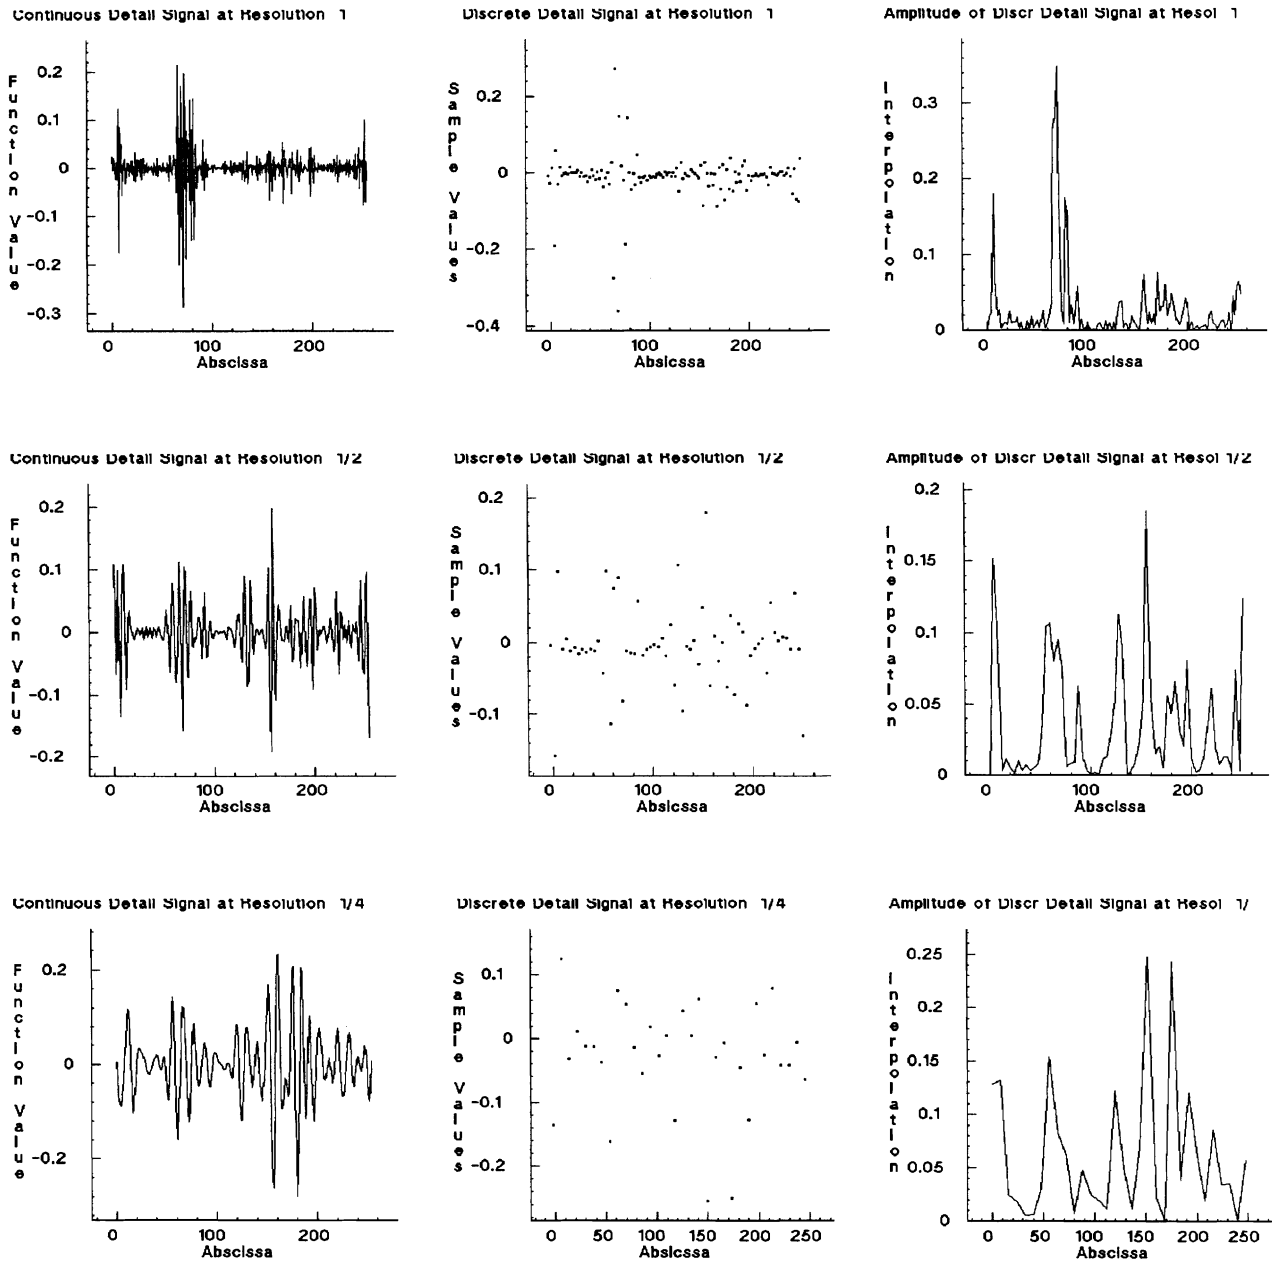 Continuous Detail Signal at Resolution 1
Function Value
0.2
0.1
0
-0.1
-0.2
-0.3
0 100 200
Abscissa
Discrete Detail Signal at Resolution 1
Sample Values
0.2
0
-0.2
-0.4
0 100 200
Absicssa
Amplitude of Discr Detail Signal at Resol 1
Interpolation
0.3
0.2
0.1
0
0 100 200
Abscissa
Continuous Detail Signal at Resolution 1/2
Function Value
0.2
0.1
0
-0.1
-0.2
0 100 200
Abscissa
Discrete Detail Signal at Resolution 1/2
Sample Values
0.2
0.1
0
-0.1
0 100 200
Absicssa
Amplitude of Discr Detail Signal at Resol 1/2
Interpolation
0.2
0.15
0.1
0.05
0
0 100 200
Abscissa
Continuous Detail Signal at Resolution 1/4
Function Value
0.2
0
-0.2
0 100 200
Abscissa
Discrete Detail Signal at Resolution 1/4
Sample Values
0.1
0
-0.1
-0.2
0 50 100 150 200 250
Absicssa
Amplitude of Discr Detail Signal at Resol 1/
Interpolation
0.25
0.2
0.15
0.1
0.05
0
0 50 100 150 200 250
Abscissa